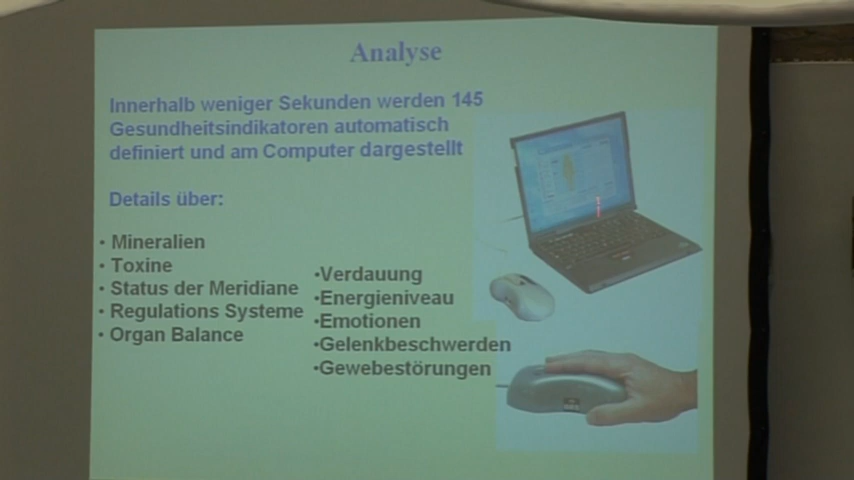 Analyse
Innerhalb weniger Sekunden werden 145
Gesundheitsindikatoren automatisch
definiert und am Computer dargestellt
Details über:
• Mineralien
• Toxine
• Status der Meridiane
• Regulations Systeme
• Organ Balance
•Verdauung
•Energieniveau
•Emotionen
•Gelenkbeschwerden
•Gewebestörungen